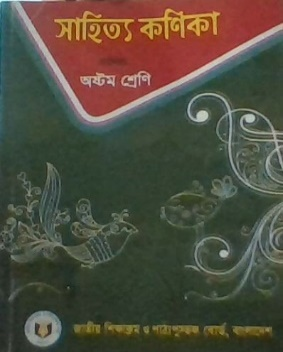 সাহিত্য কণিকা
অষ্টম শ্রেণি
জাতীয় শিক্ষাক্রম ও পাঠ্যপুস্তক বোর্ড, বাংলাদেশ